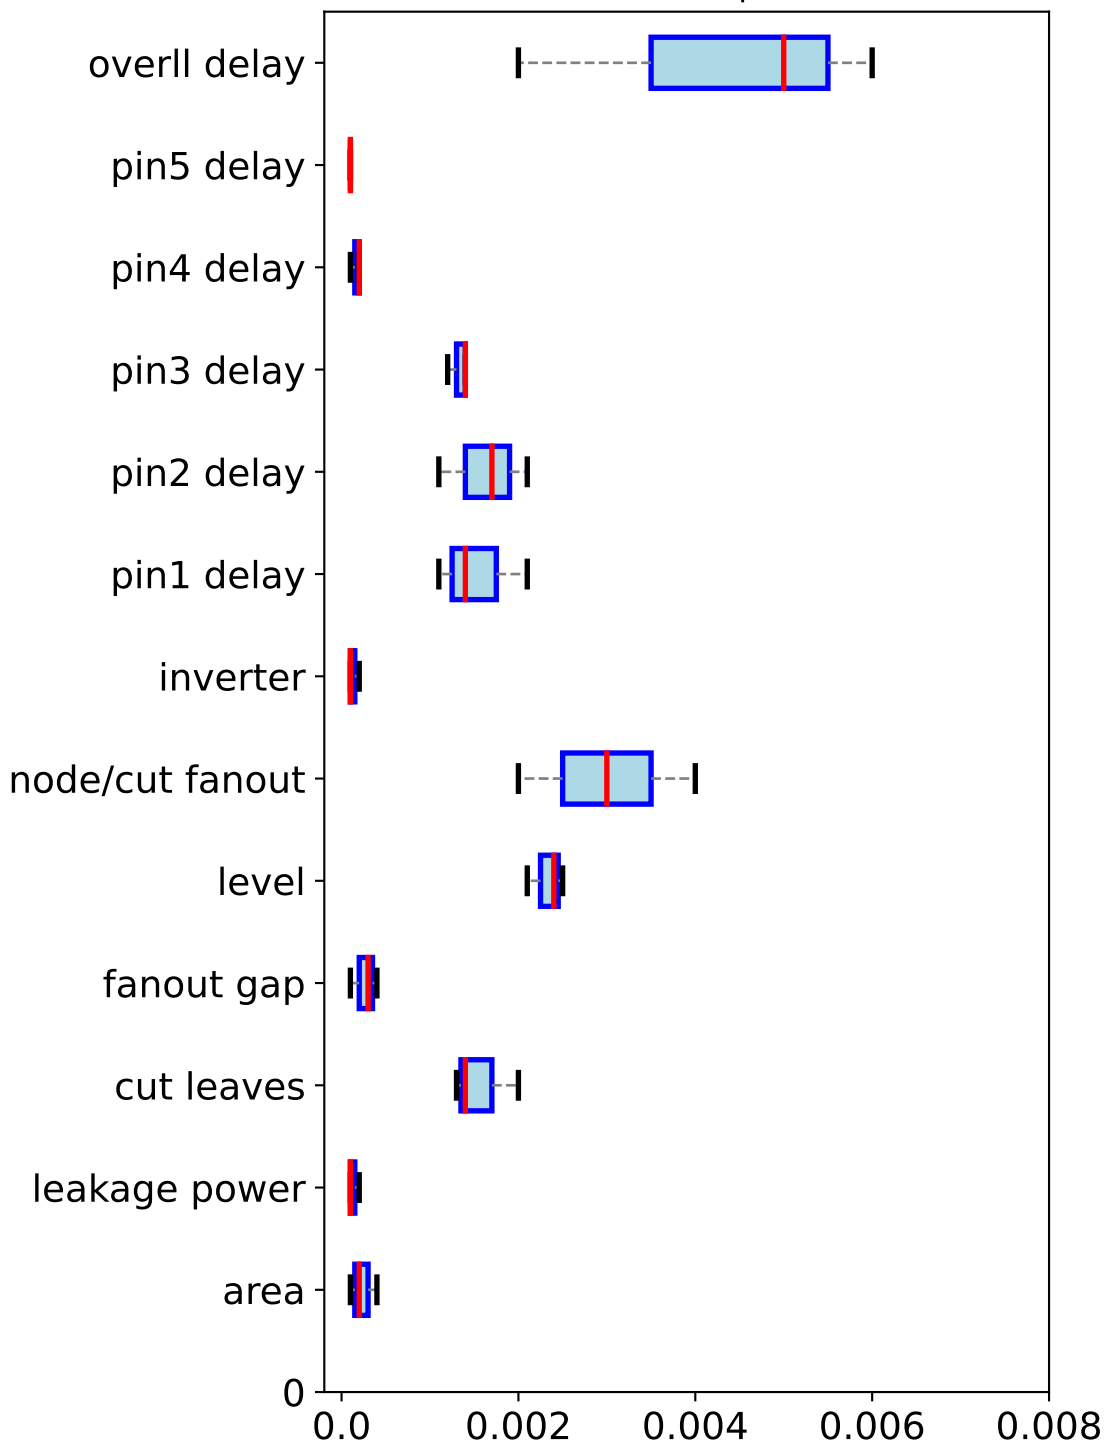 overll delay
pin5 delay
pin4 delay
pin3 delay
pin2 delay
pin1 delay
inverter
node/cut fanout
level
fanout gap
cut leaves
leakage power
area
0
0.0 0.002 0.004 0.006 0.008